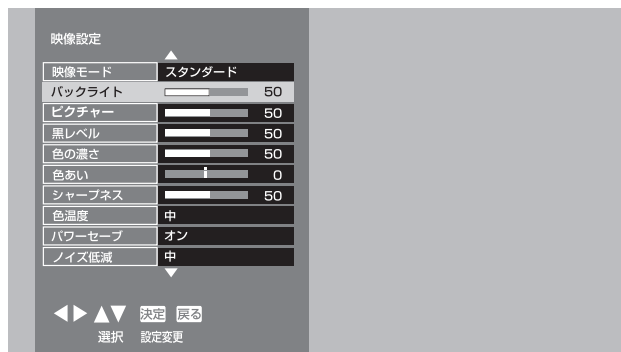 映像設定
映像モード スタンダード
バックライト 50
ピクチャー 50
黒レベル 50
色の濃さ 50
色あい 0
シャープネス 50
色温度 中
パワーセーブ オン
ノイズ低減 中
決定 戻る
選択 設定変更